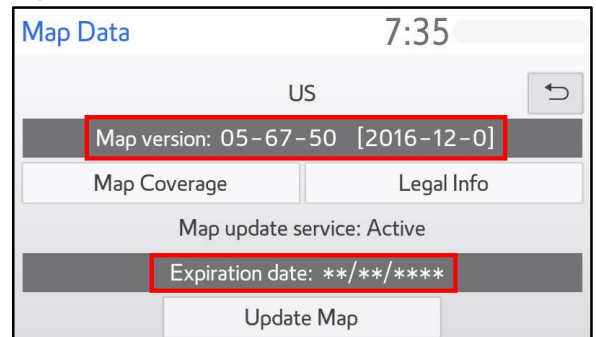 Map Data 7:35
US
Map version: 05-67-50 [2016-12-0]
Map Coverage Legal Info
Map update service: Active
Expiration date: **/**/****
Update Map